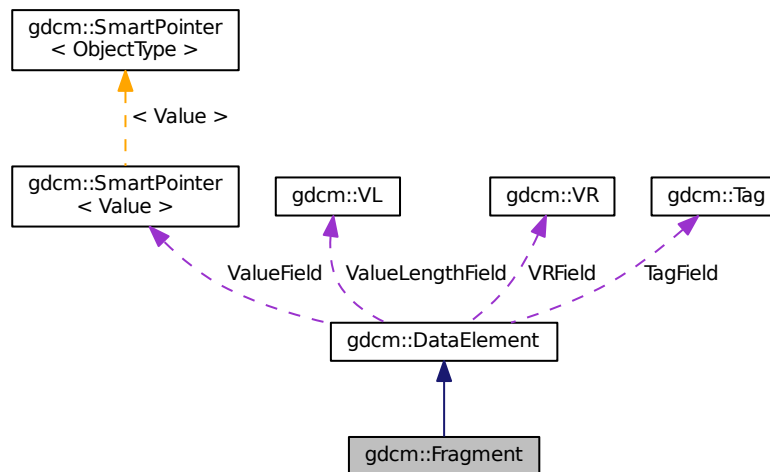 gdcm::SmartPointer
< ObjectType >
< Value >
gdcm::SmartPointer
< Value >
gdcm::VL
gdcm::VR
gdcm::Tag
ValueField
ValueLengthField
VRField
TagField
gdcm::DataElement
gdcm::Fragment